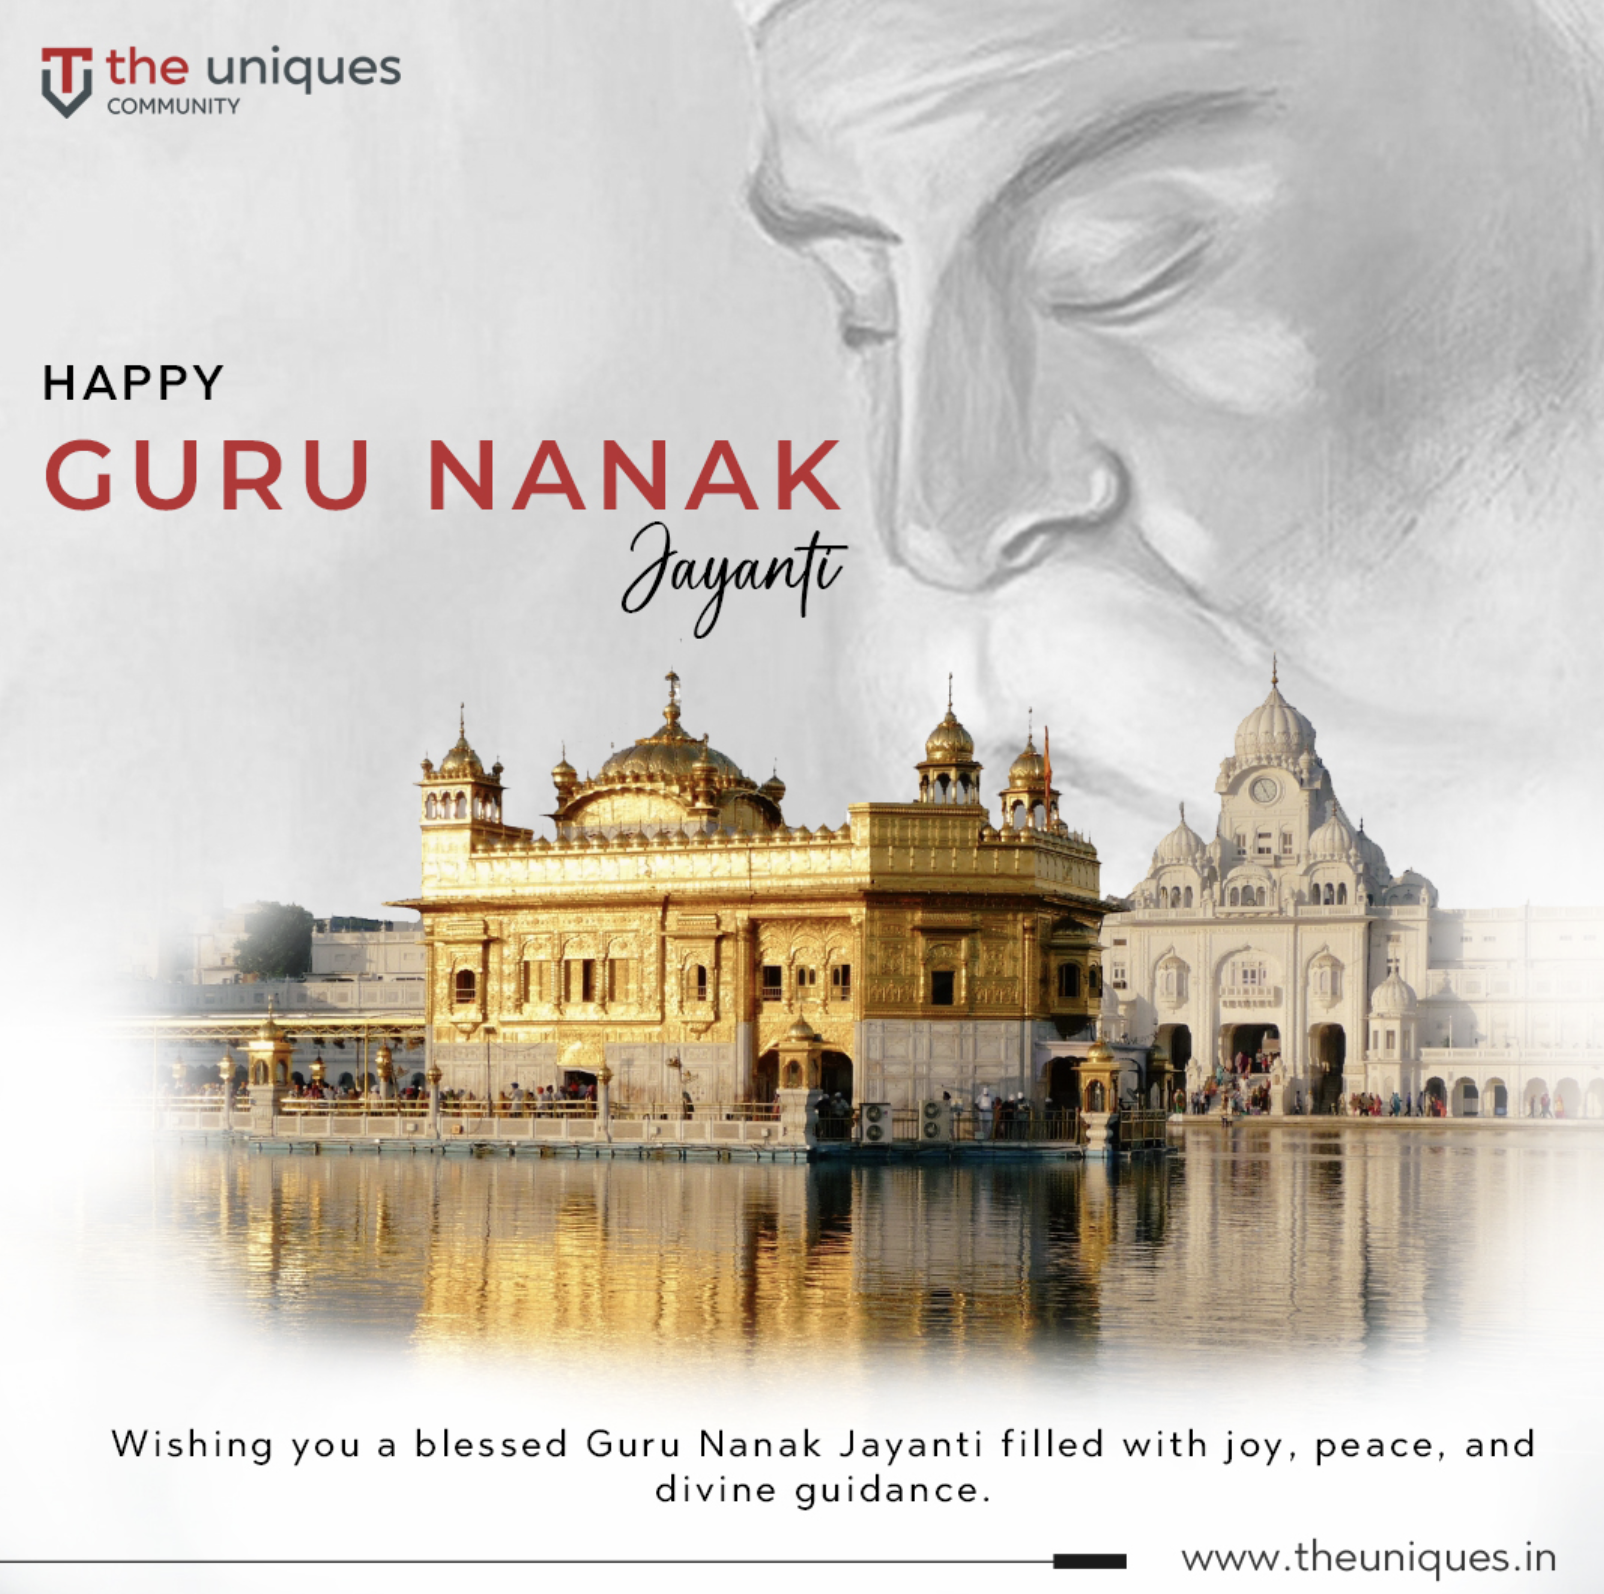 the uniques
COMMUNITY
HAPPY
GURU NANAK
Jayanti
Wishing you a blessed Guru Nanak Jayanti filled with joy, peace, and
divine guidance.
www.theuniques.in